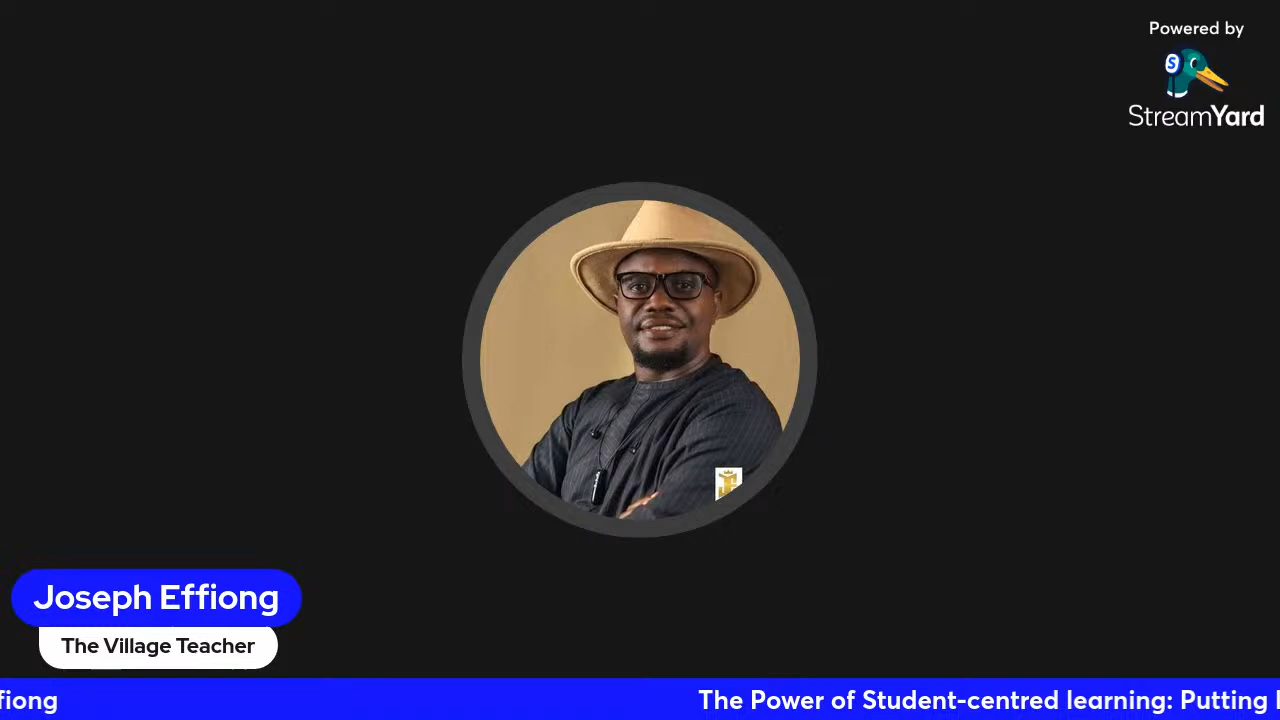 Powered by
S
StreamYard
Joseph Effiong
The Village Teacher
fiong
The Power of Student-centred learning: Putting